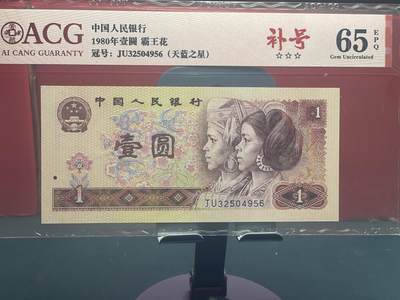 ACG
AI CANG GUARANTY
中国人民银行
1980年壹圆 霸王花
冠号：JU32504956（天蓝之星）
补号
☆☆☆
65 EPQ
Gem Uncirculated
中国人民银行
壹圆
1
1
JU32504956
1